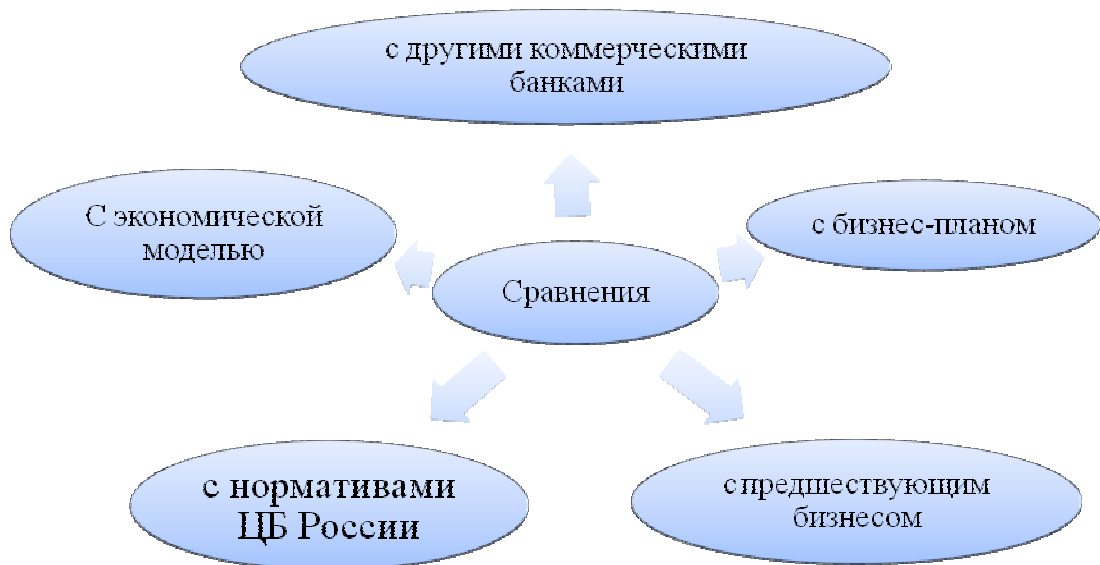 с другими коммерческими
банками
С экономической
моделью
с бизнес-планом
Сравнения
с нормативами
ЦБ России
с предшествующим
бизнесом